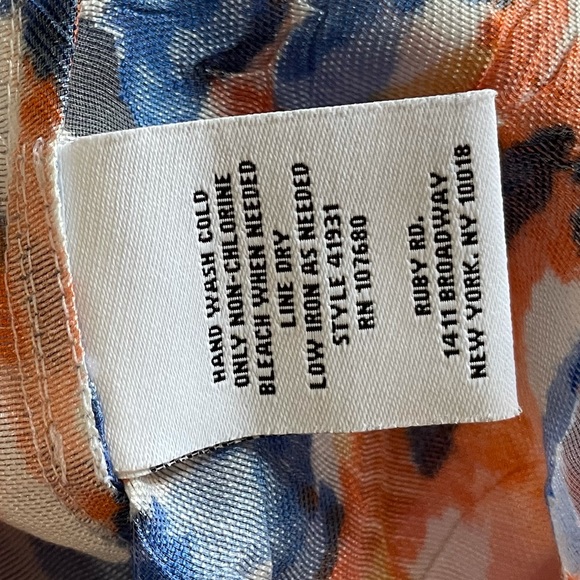 HAND WASH COLD
ONLY NON-CHLORINE
BLEACH WHEN NEEDED
LINE DRY
LOW IRON AS NEEDED
STYLE 41931
RN 107680
RUBY RD.
1411 BROADWAY
NEW YORK. NY 10018